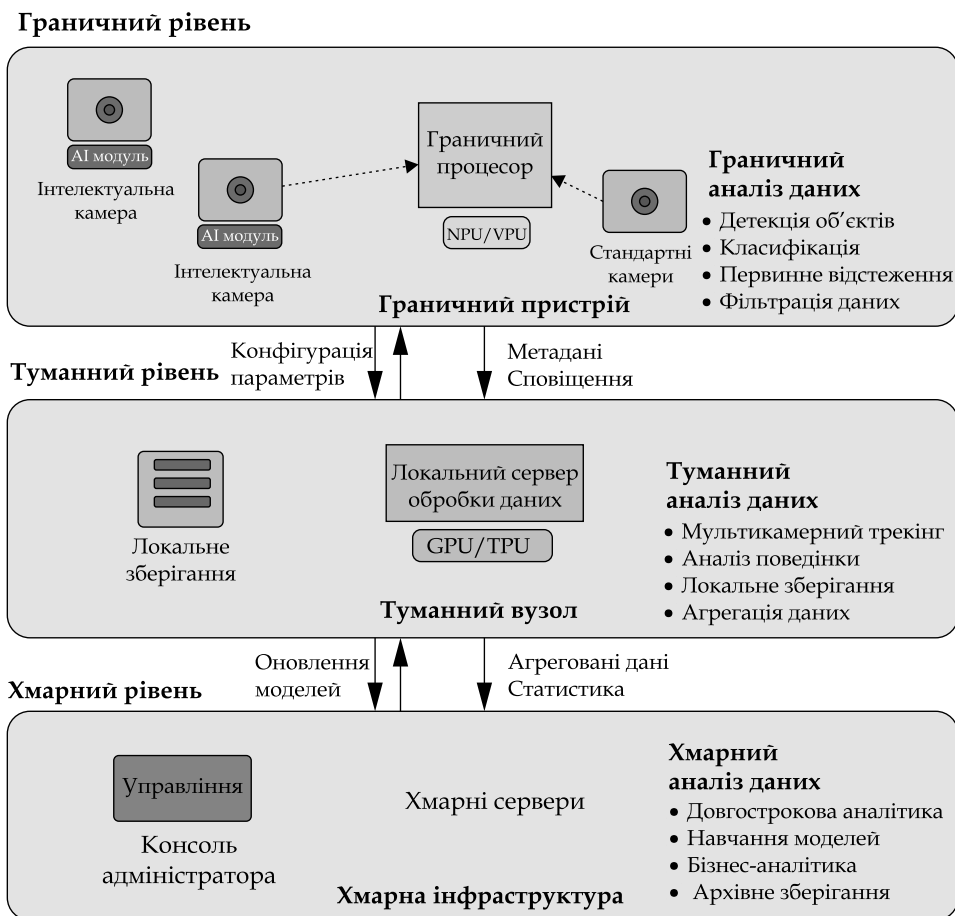 Граничний рівень
AI модуль
Інтелектуальна
камера
AI модуль
Інтелектуальна
камера
Граничний
процесор
NPU/VPU
Стандартні
камери
Граничний
аналіз даних
• Детекція об’єктів
• Класифікація
• Первинне відстеження
• Фільтрація даних
Граничний пристрій
Конфігурація
параметрів
Метадані
Сповіщення
Туманний рівень
Локальне
зберігання
Локальний сервер
обробки даних
GPU/TPU
Туманний
аналіз даних
• Мультикамерний трекінг
• Аналіз поведінки
• Локальне зберігання
• Агрегація даних
Туманний вузол
Оновлення
моделей
Агреговані дані
Статистика
Хмарний рівень
Управління
Консоль
адміністратора
Хмарні сервери
Хмарний
аналіз даних
• Довгострокова аналітика
• Навчання моделей
• Бізнес-аналітика
• Архівне зберігання
Хмарна інфраструктура